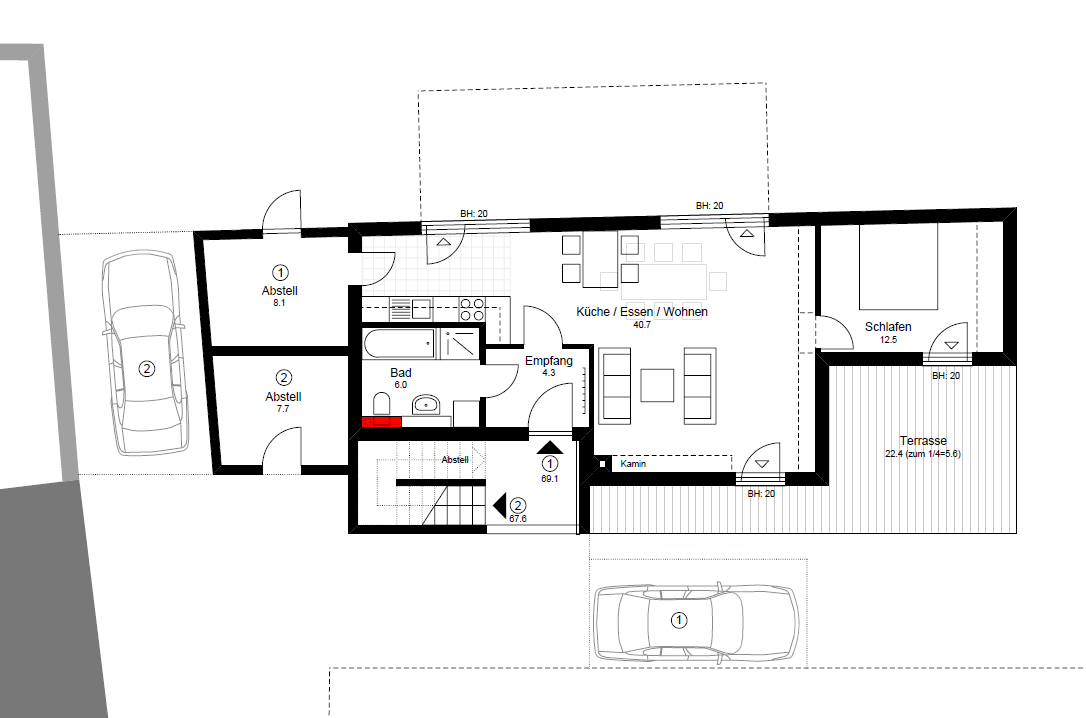 BH: 20
BH: 20
1
Abstell
8.1
Küche / Essen / Wohnen
40.7
Schlafen
12.5
2
2
Abstell
7.7
Bad
6.0
Empfang
4.3
BH: 20
Terrasse
22.4 (zum 1/4=5.6)
Abstell
1
69.1
Kamin
BH: 20
2
67.6
1